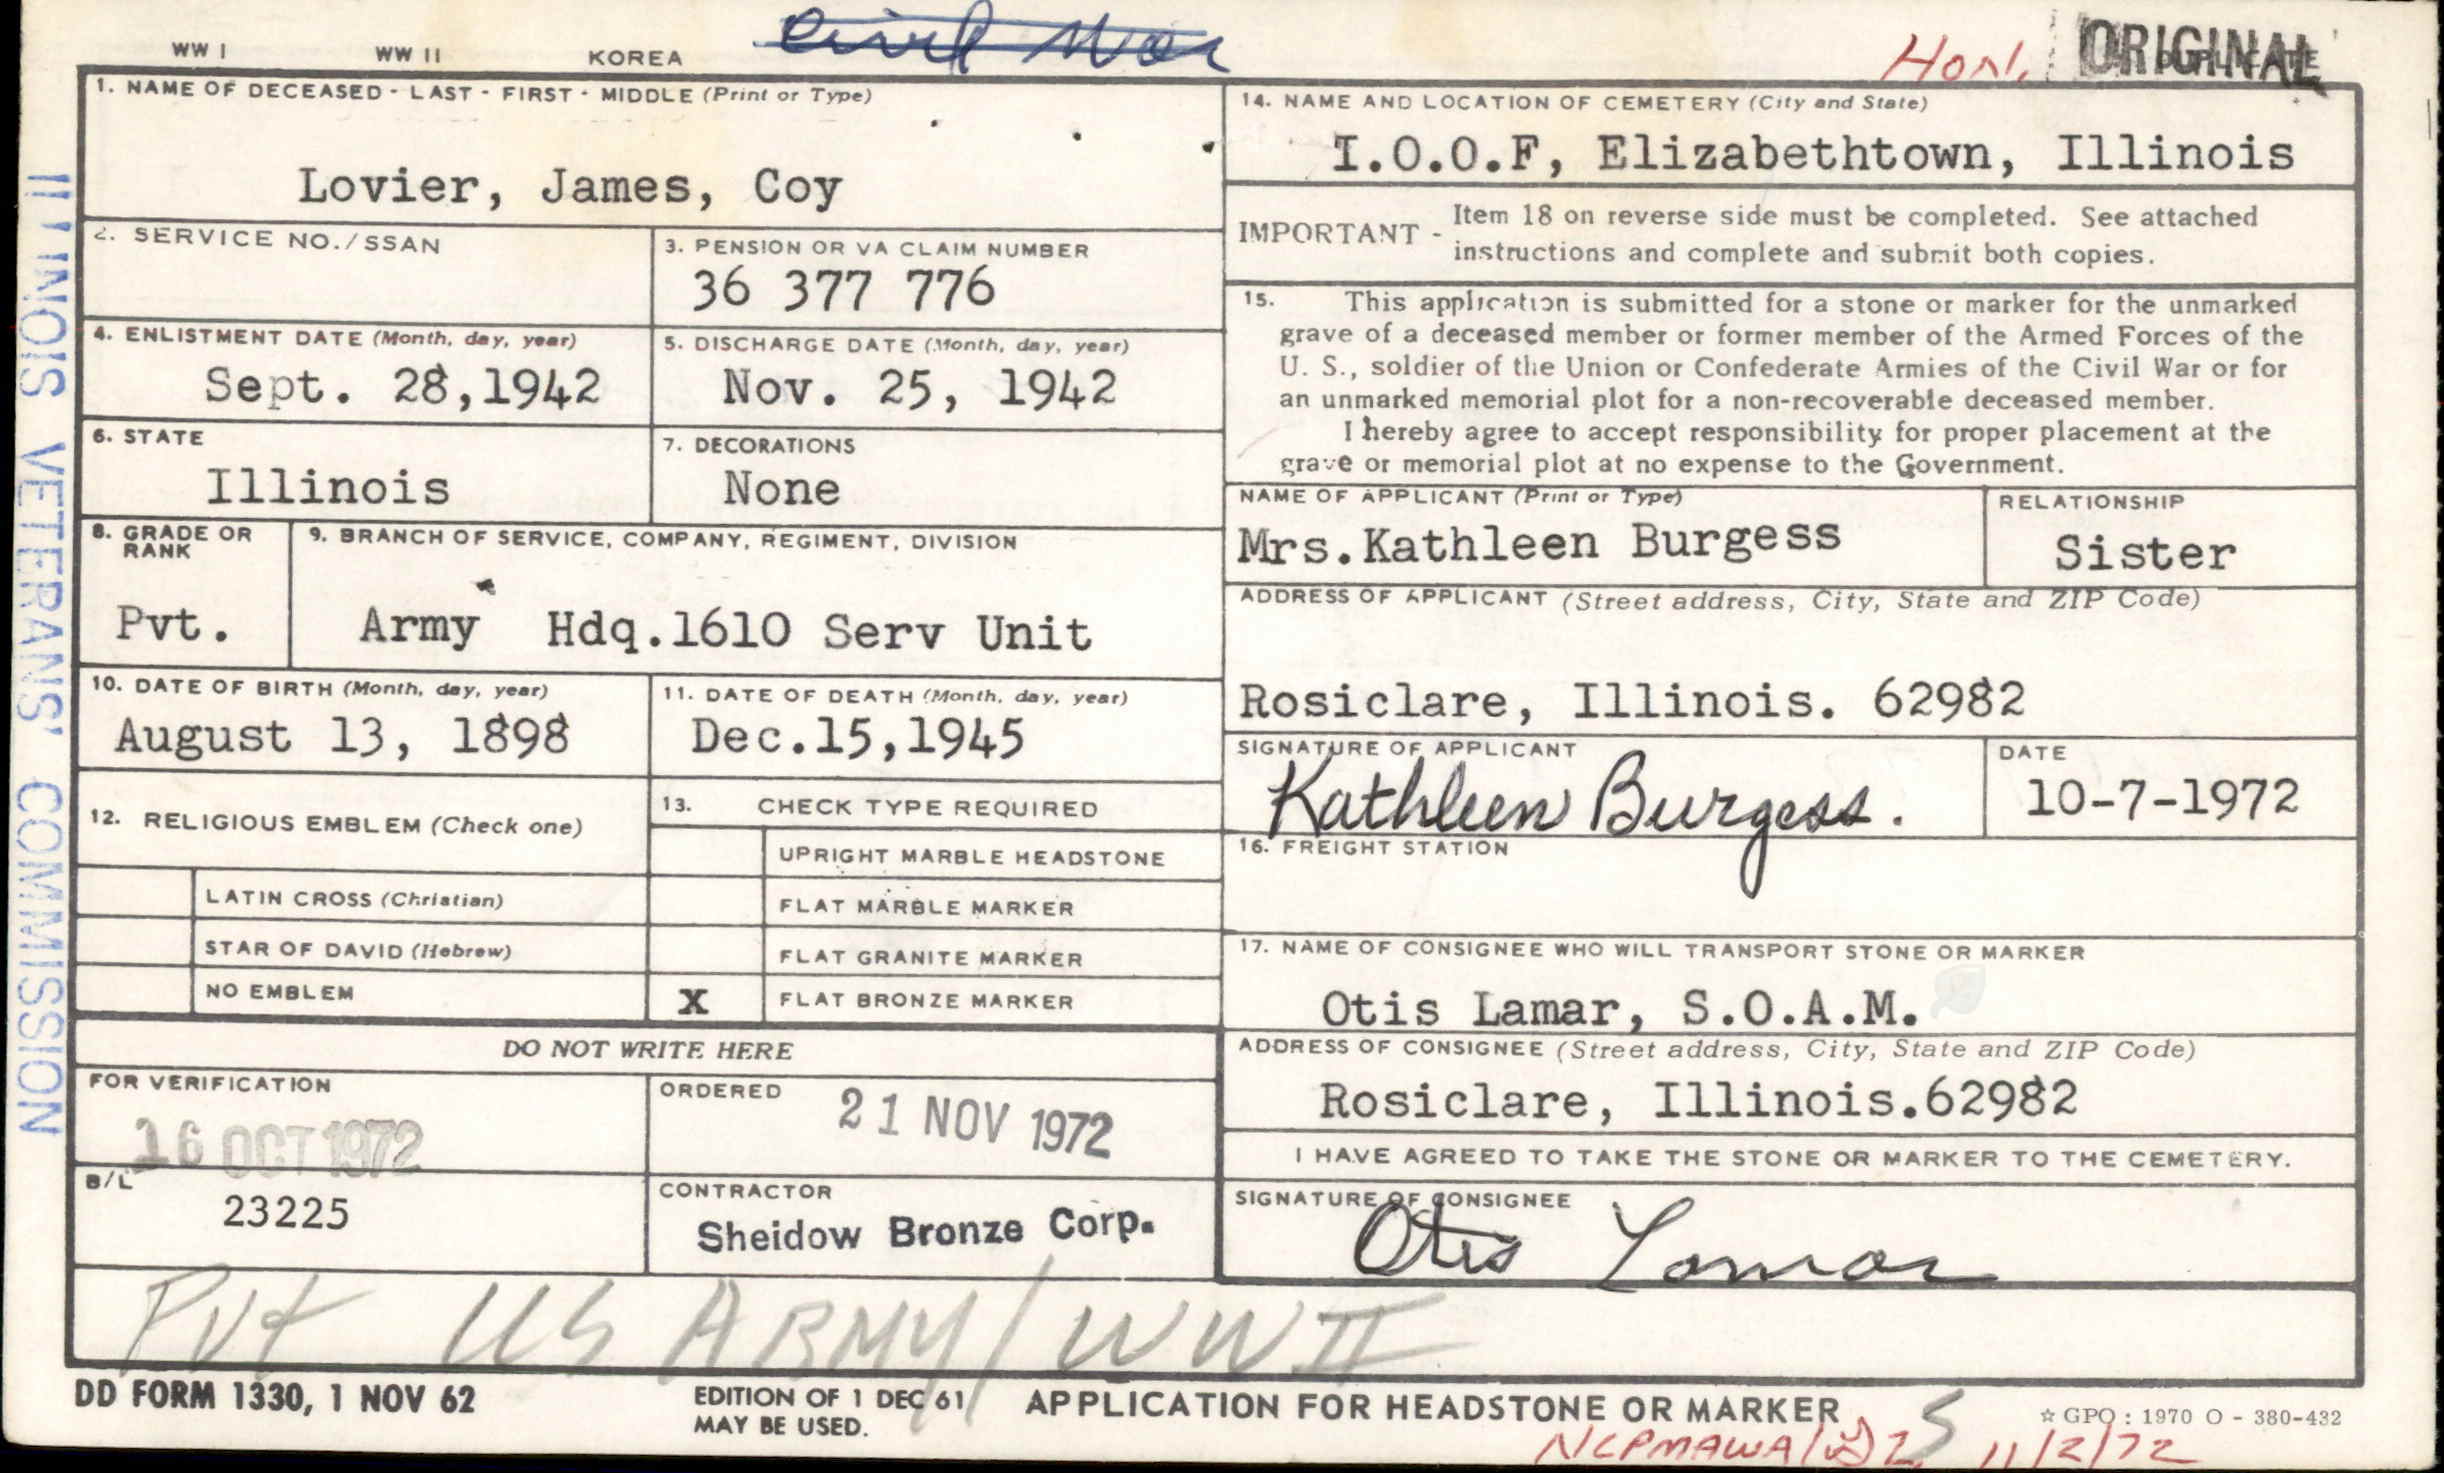 WW I WW II KOREA Civil War Hon. ORIGINAL
1. NAME OF DECEASED - LAST - FIRST - MIDDLE (Print or Type)
Lovier, James, Coy
2. SERVICE NO./SSAN
3. PENSION OR VA CLAIM NUMBER
36 377 776
4. ENLISTMENT DATE (Month, day, year)
Sept. 28,1942
5. DISCHARGE DATE (Month, day, year)
Nov. 25, 1942
6. STATE
Illinois
7. DECORATIONS
None
8. GRADE OR RANK
Pvt.
9. BRANCH OF SERVICE, COMPANY, REGIMENT, DIVISION
Army Hdq.1610 Serv Unit
10. DATE OF BIRTH (Month, day, year)
August 13, 1898
11. DATE OF DEATH (Month, day, year)
Dec.15,1945
12. RELIGIOUS EMBLEM (Check one)
LATIN CROSS (Christian)
STAR OF DAVID (Hebrew)
NO EMBLEM
13. CHECK TYPE REQUIRED
UPRIGHT MARBLE HEADSTONE
FLAT MARBLE MARKER
FLAT GRANITE MARKER
X FLAT BRONZE MARKER
DO NOT WRITE HERE
FOR VERIFICATION
16 OCT 1972
ORDERED
21 NOV 1972
B/L
23225
CONTRACTOR
Sheidow Bronze Corp.
14. NAME AND LOCATION OF CEMETERY (City and State)
I.O.O.F, Elizabethtown, Illinois
IMPORTANT - Item 18 on reverse side must be completed. See attached
instructions and complete and submit both copies.
15. This application is submitted for a stone or marker for the unmarked
grave of a deceased member or former member of the Armed Forces of the
U. S., soldier of the Union or Confederate Armies of the Civil War or for
an unmarked memorial plot for a non-recoverable deceased member.
I hereby agree to accept responsibility for proper placement at the
grave or memorial plot at no expense to the Government.
NAME OF APPLICANT (Print or Type)
Mrs.Kathleen Burgess
RELATIONSHIP
Sister
ADDRESS OF APPLICANT (Street address, City, State and ZIP Code)
Rosiclare, Illinois. 62982
SIGNATURE OF APPLICANT
Kathleen Burgess.
DATE
10-7-1972
16. FREIGHT STATION
17. NAME OF CONSIGNEE WHO WILL TRANSPORT STONE OR MARKER
Otis Lamar, S.O.A.M.
ADDRESS OF CONSIGNEE (Street address, City, State and ZIP Code)
Rosiclare, Illinois.62982
I HAVE AGREED TO TAKE THE STONE OR MARKER TO THE CEMETERY.
SIGNATURE OF CONSIGNEE
Otis Lamar
Pvt US ARMY / WW II
DD FORM 1330, 1 NOV 62
EDITION OF 1 DEC 61
MAY BE USED.
APPLICATION FOR HEADSTONE OR MARKER
☆ GPO : 1970 O - 380-432
11/2/72
ILLINOIS VETERANS' COMMISSION